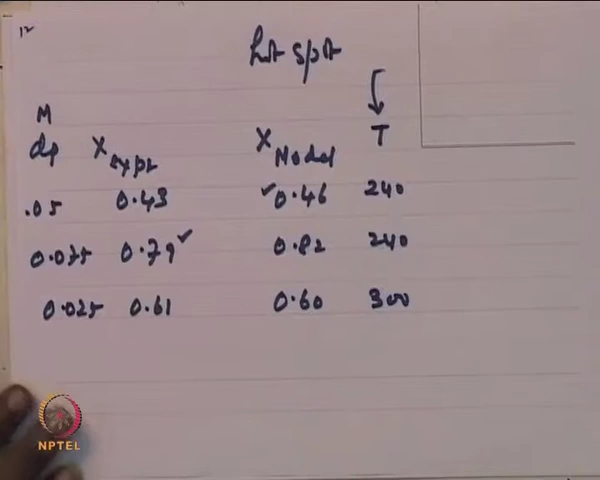 12
hot spot
M
dp X expt X Model T
.05 0.43 0.46 240
0.035 0.79 0.82 240
0.025 0.61 0.60 300
NPTEL